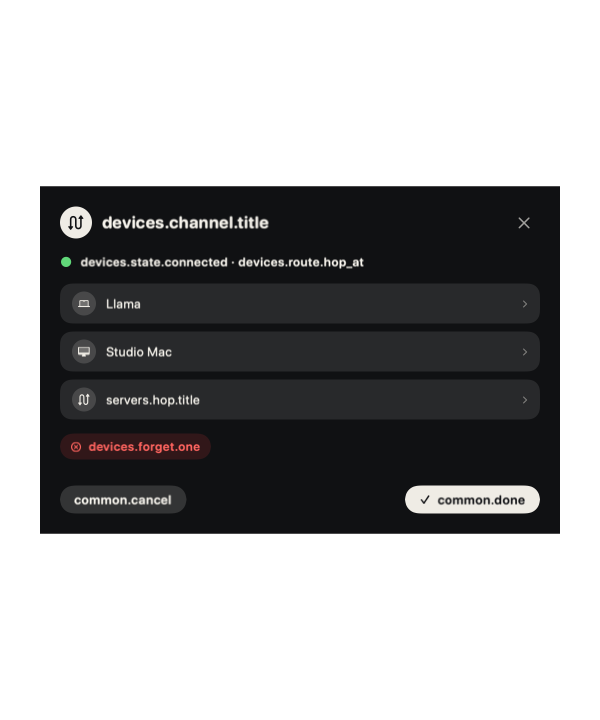 devices.channel.title
devices.state.connected · devices.route.hop_at
Llama
Studio Mac
servers.hop.title
devices.forget.one
common.cancel
common.done